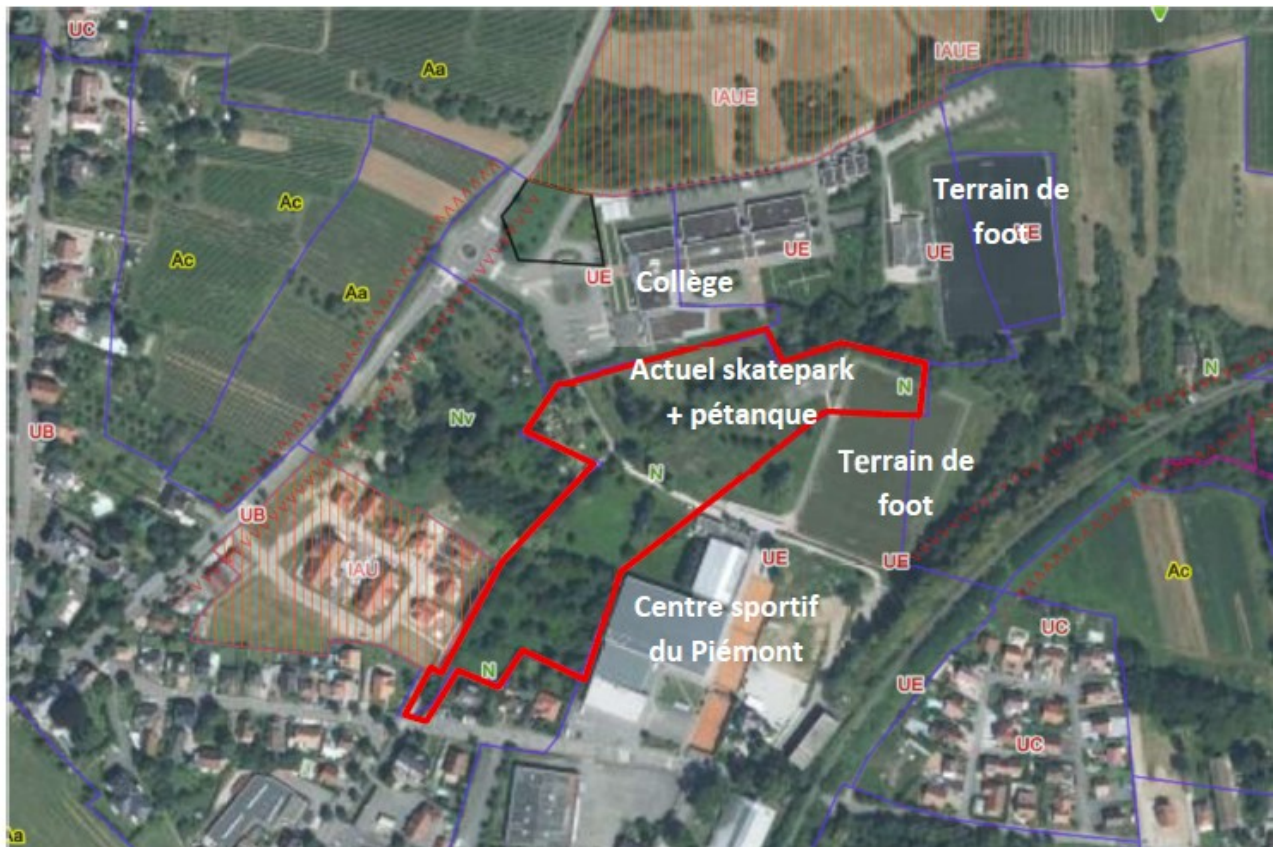 UC
Aa
IAUE
IAUE
Ac
Ac
Aa
Terrain de
foot
UE
UE
UE
UE
Collège
Actuel skatepark
+ pétanque
N
N
Nv
UB
Terrain de
foot
N
UB
IAU
UE
UE
Ac
Centre sportif
du Piémont
UC
N
UE
UC
Aa